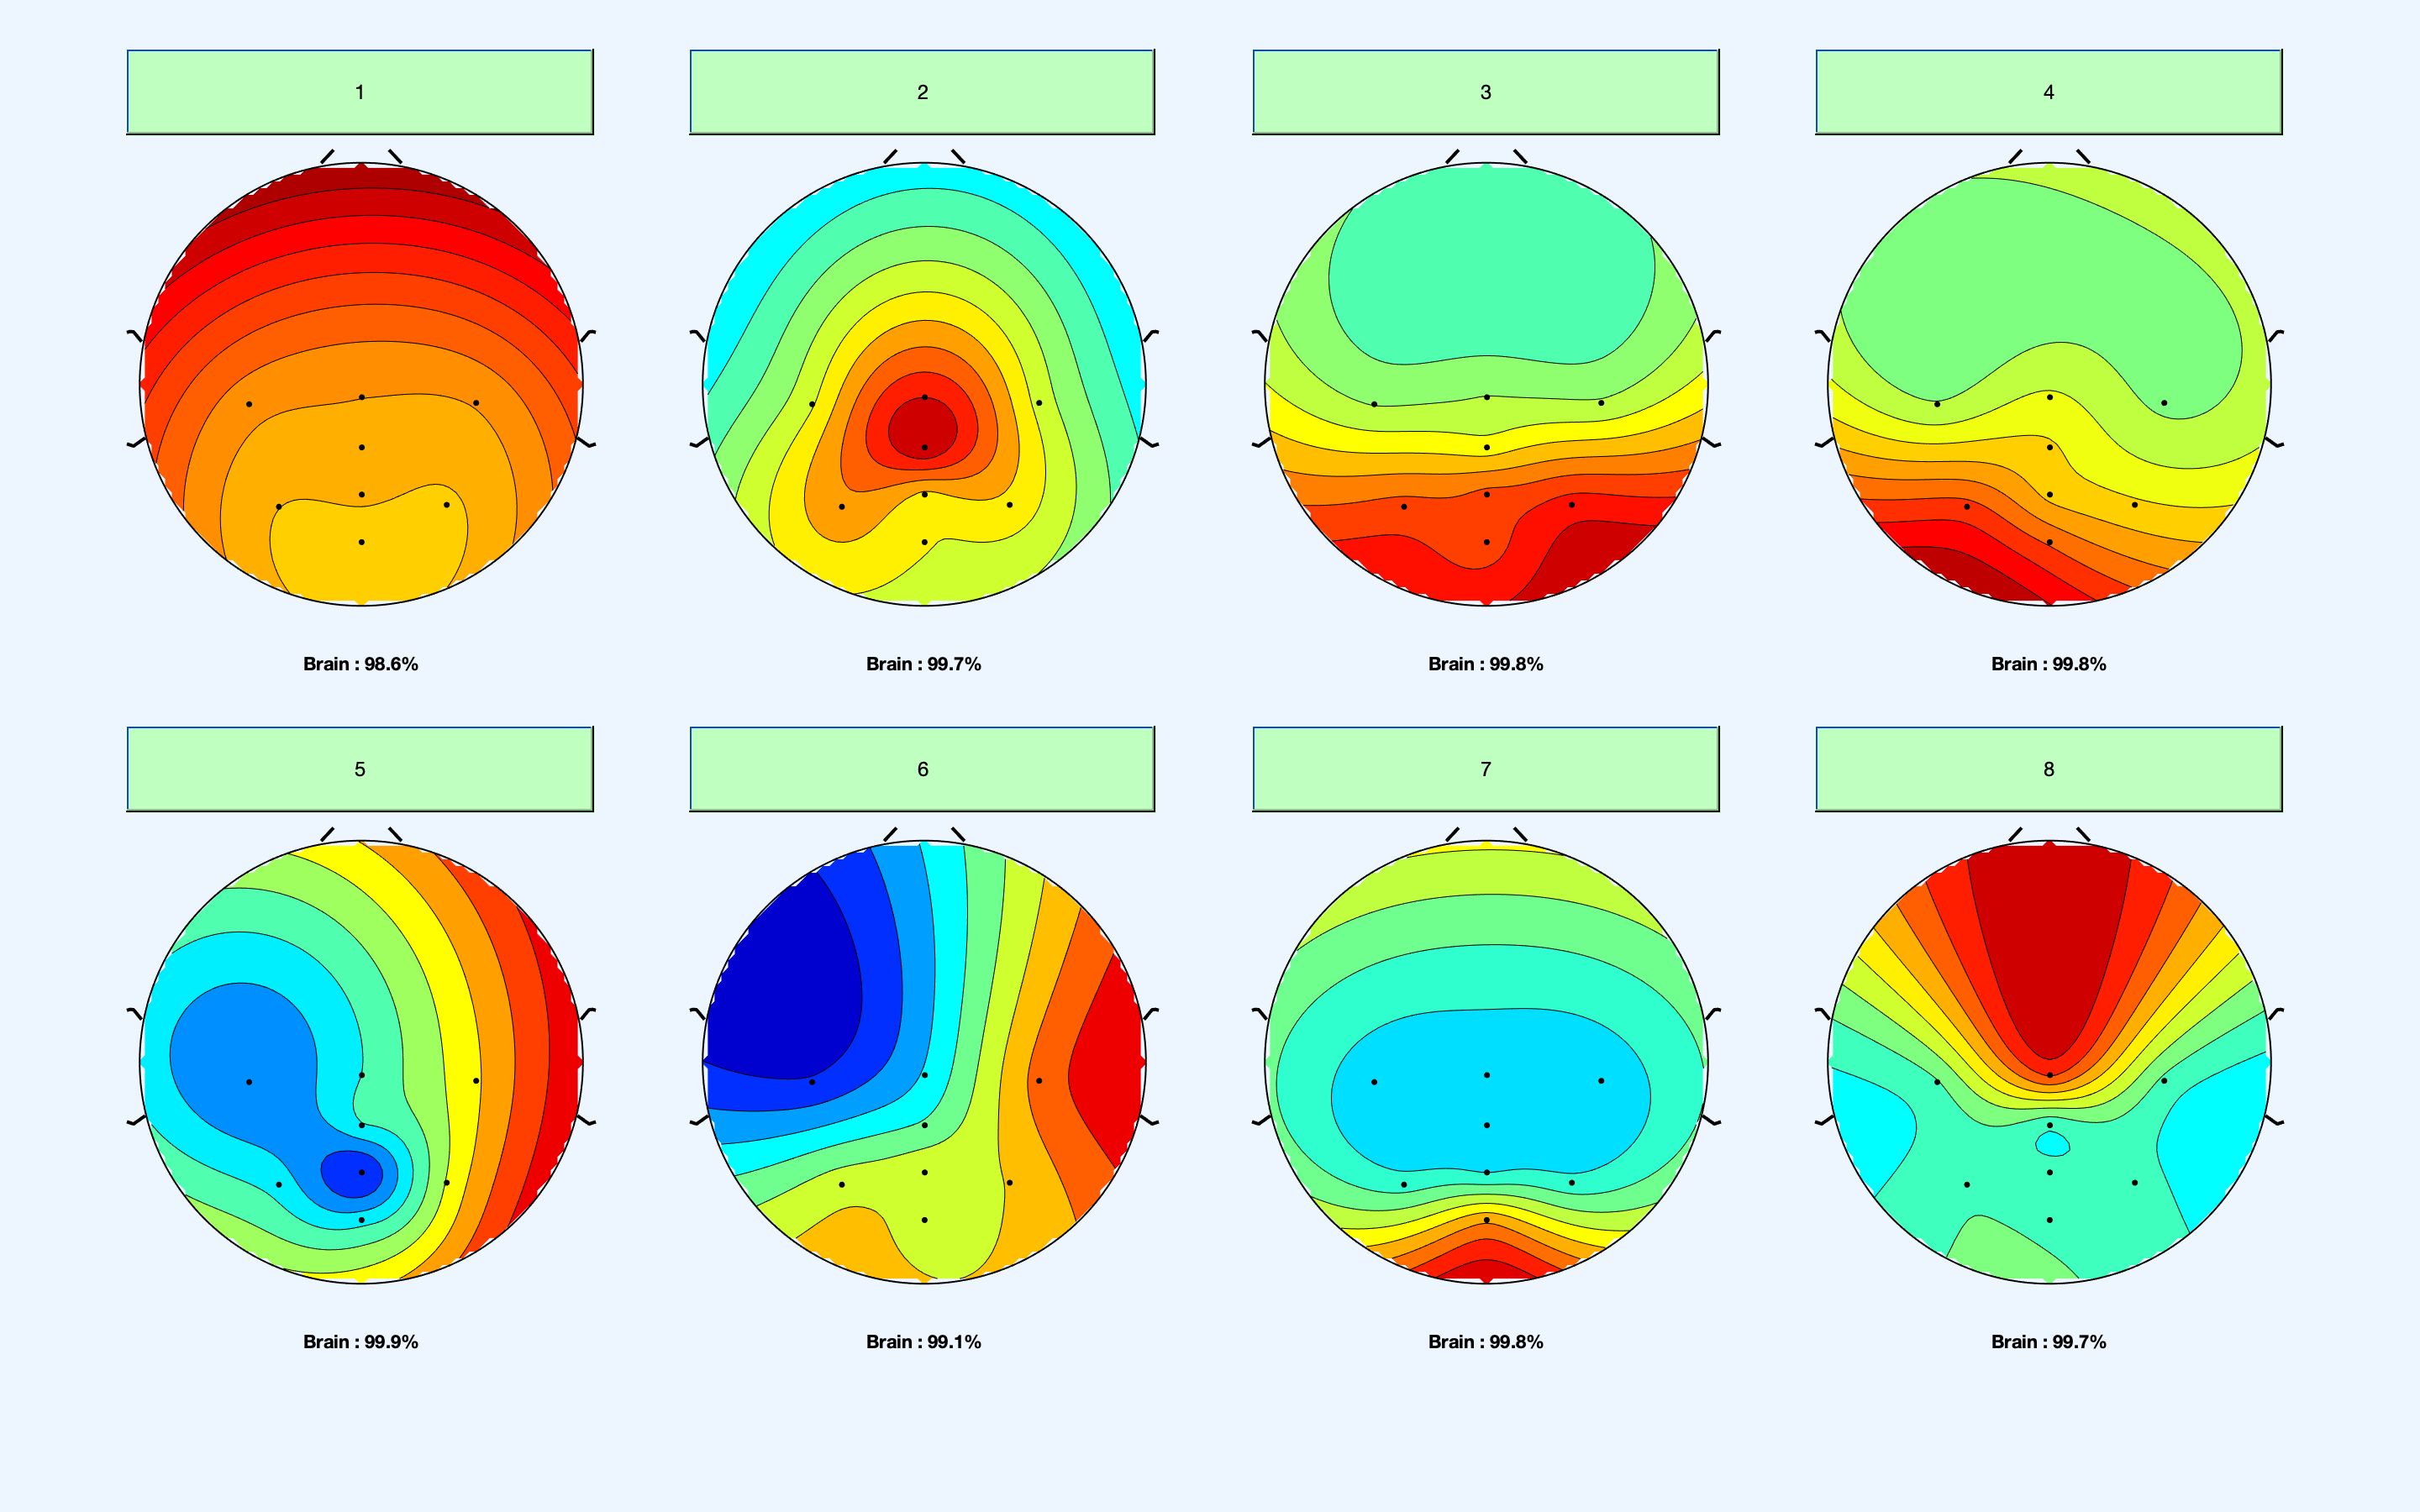 1
2
3
4
Brain : 98.6%
Brain : 99.7%
Brain : 99.8%
Brain : 99.8%
5
6
7
8
Brain : 99.9%
Brain : 99.1%
Brain : 99.8%
Brain : 99.7%